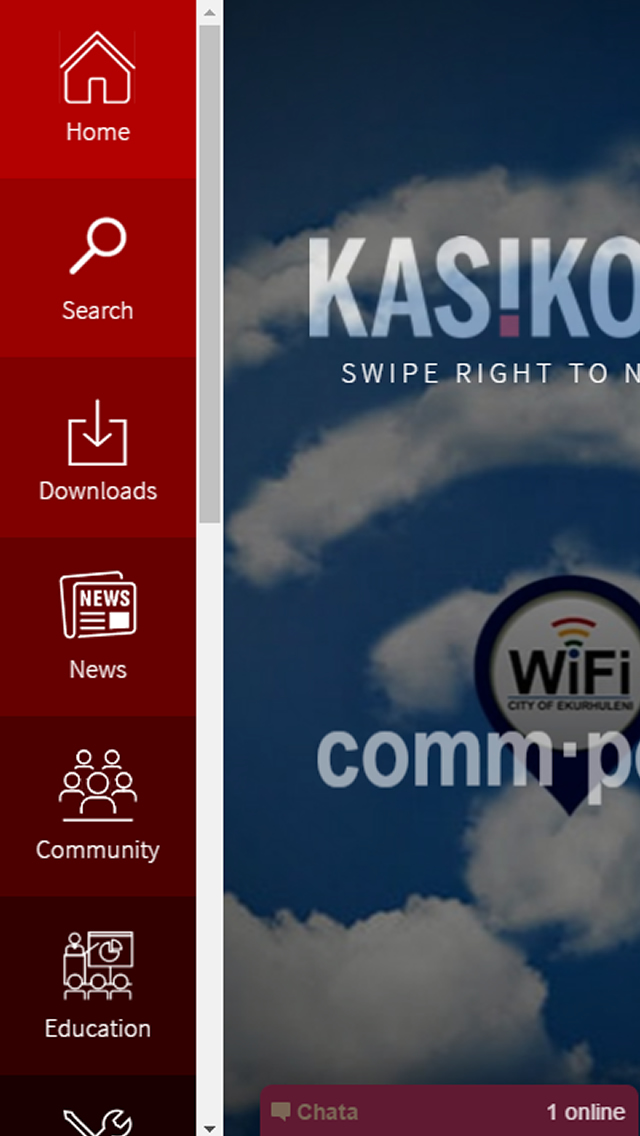 Home
Search
Downloads
NEWS
News
Community
Education
KAS!KO
SWIPE RIGHT TO N
WiFi
CITY OF EKURHULENI
comm·p
Chata
1 online